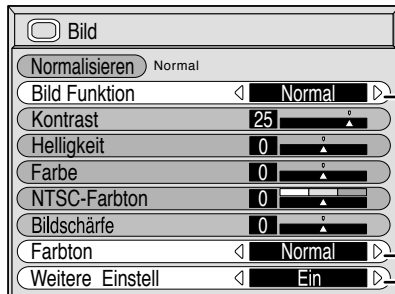 Bild
Normalisieren Normal
Bild Funktion Normal
Kontrast 25
Helligkeit 0
Farbe 0
NTSC-Farbton 0
Bildschärfe 0
Farbton Normal
Weitere Einstell Ein